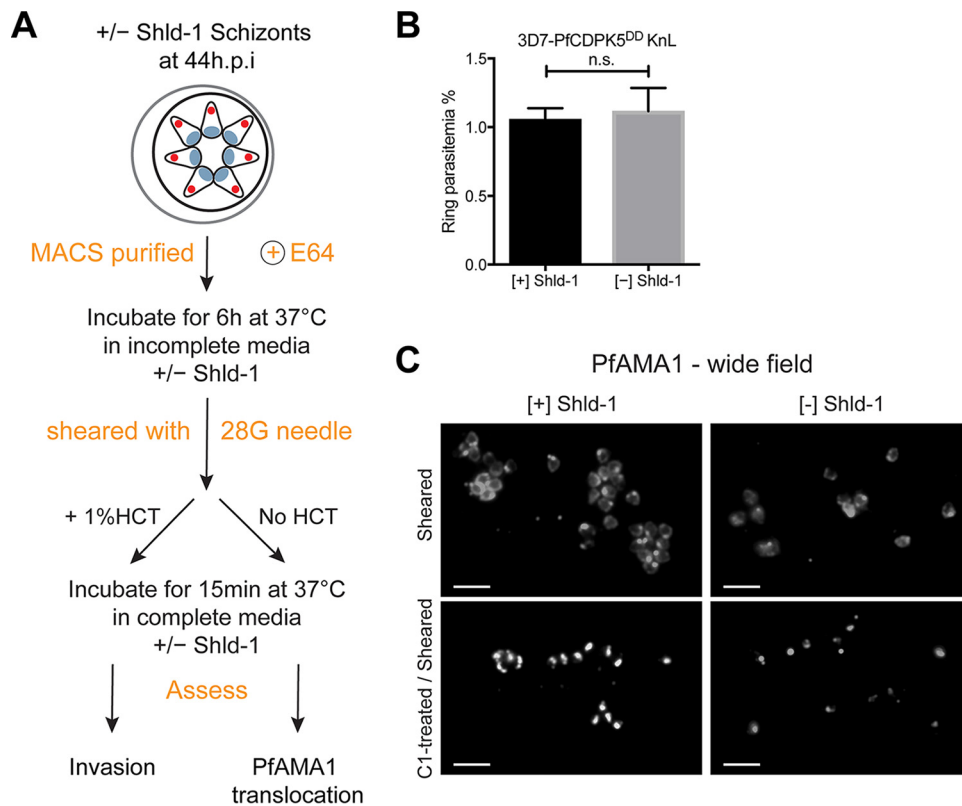 A
+/− Shld-1 Schizonts
at 44h.p.i
MACS purified
+ E64
Incubate for 6h at 37°C
in incomplete media
+/− Shld-1
sheared with 28G needle
+ 1%HCT
No HCT
Incubate for 15min at 37°C
in complete media
+/− Shld-1
Assess
Invasion
PfAMA1
translocation
B
3D7-PfCDPK5DD KnL
n.s.
Ring parasitemia %
1.5
1.0
0.5
0.0
[+] Shld-1
[−] Shld-1
C
PfAMA1 - wide field
[+] Shld-1
[-] Shld-1
Sheared
C1-treated / Sheared